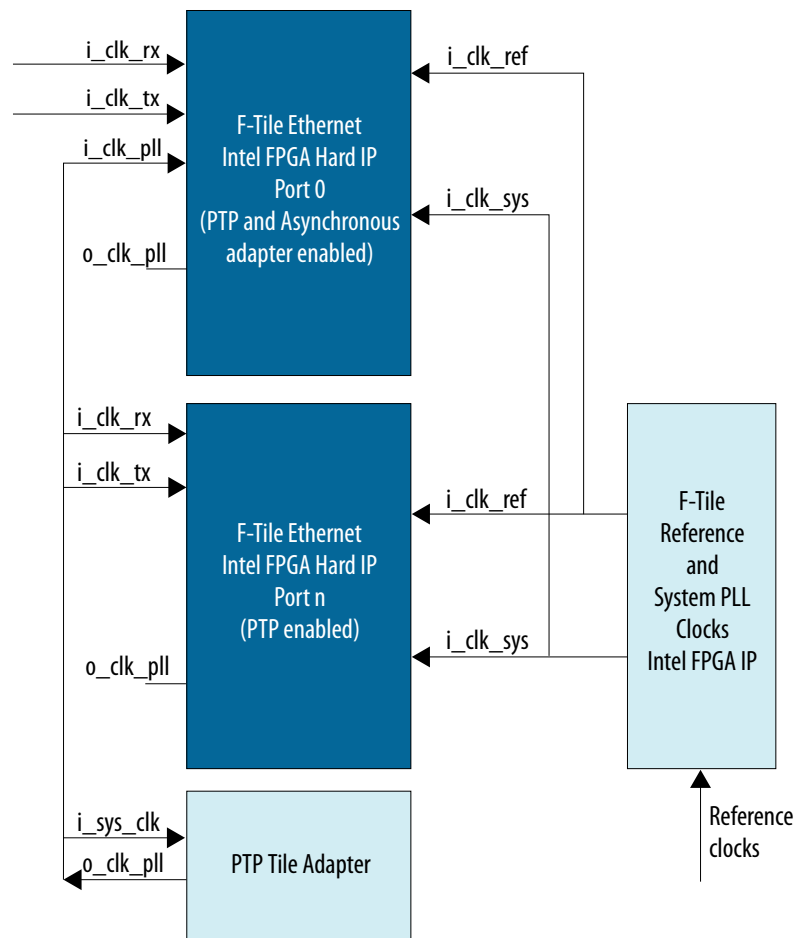 i_clk_rx
i_clk_tx
i_clk_pll
o_clk_pll
F-Tile Ethernet
Intel FPGA Hard IP
Port 0
(PTP and Asynchronous
adapter enabled)
i_clk_ref
i_clk_sys
i_clk_rx
i_clk_tx
o_clk_pll
F-Tile Ethernet
Intel FPGA Hard IP
Port n
(PTP enabled)
i_clk_ref
i_clk_sys
F-Tile
Reference
and
System PLL
Clocks
Intel FPGA IP
Reference
clocks
i_sys_clk
o_clk_pll
PTP Tile Adapter